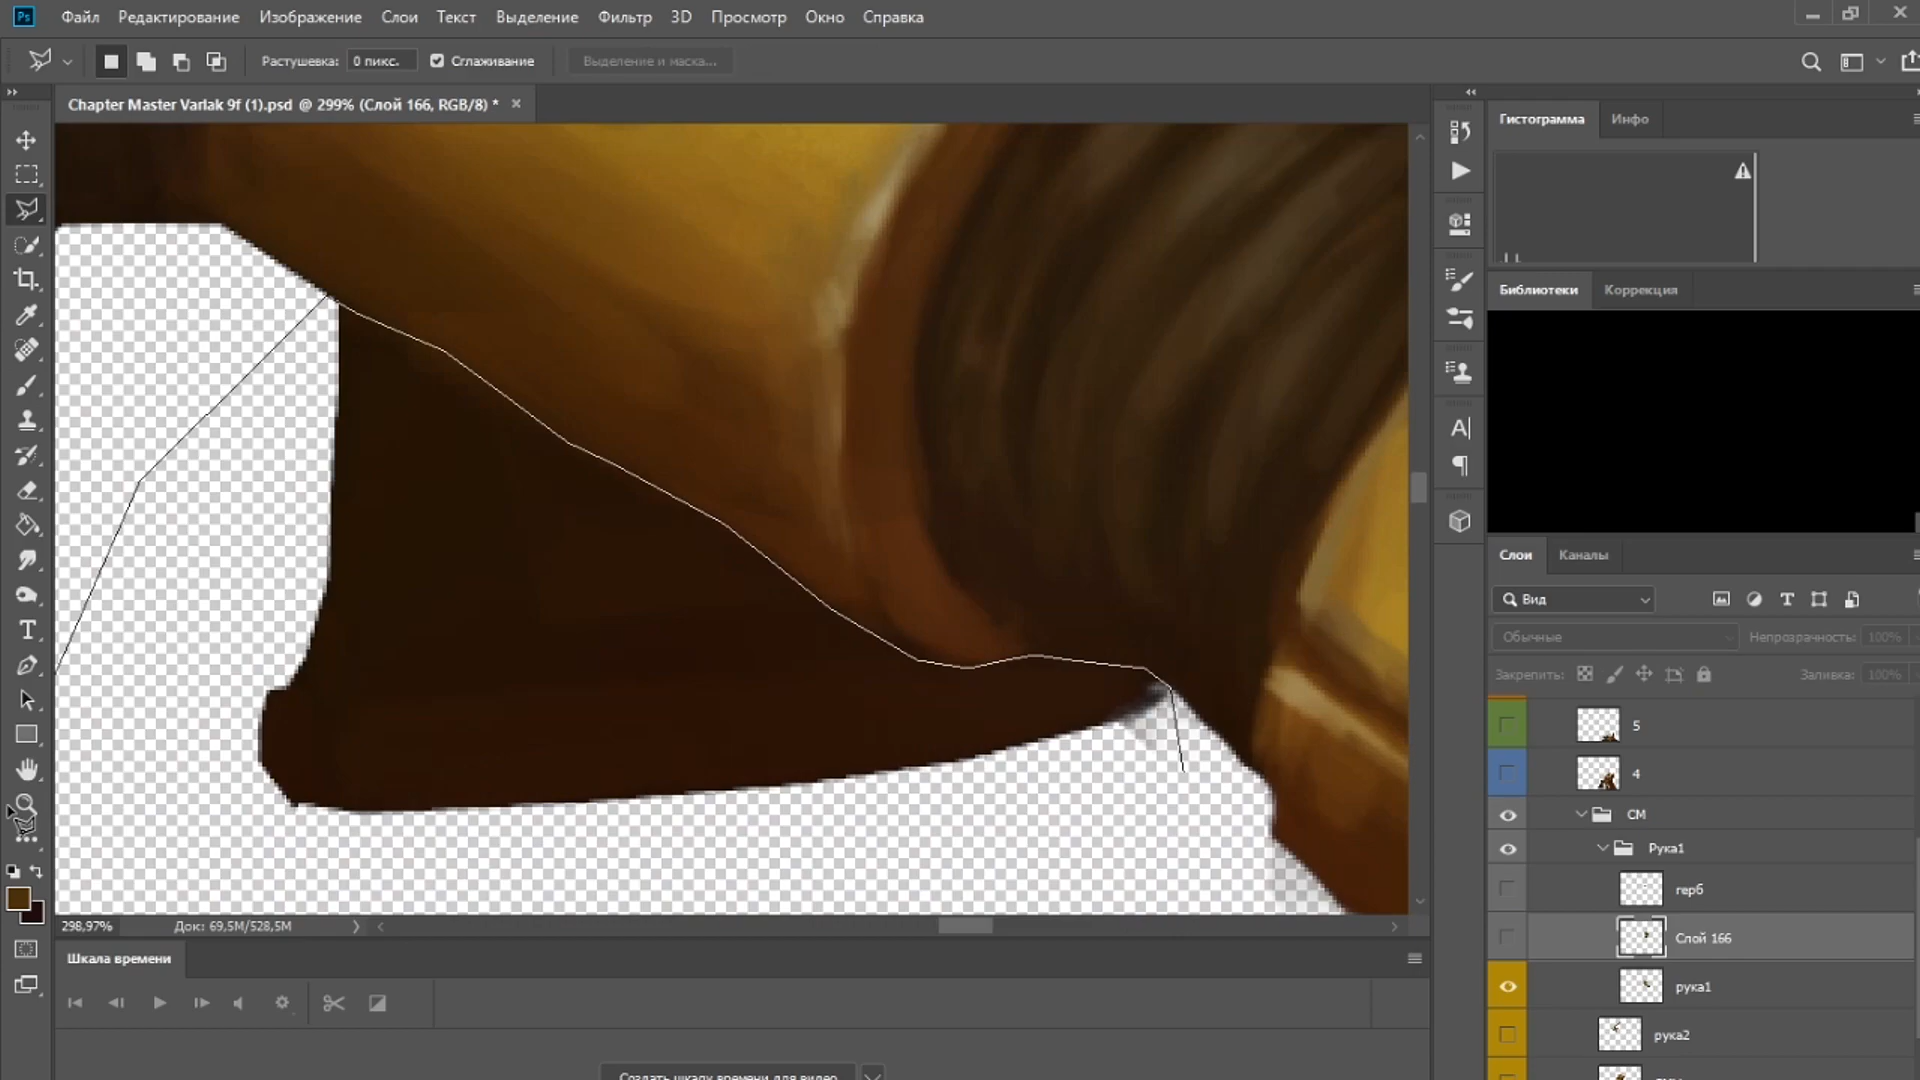 Ps Файл Редактирование Изображение Слои Текст Выделение Фильтр 3D Просмотр Окно Справка
Растушевка: 0 пикс. Сглаживание Выделение и маска...
Chapter Master Varlak 9f (1).psd @ 299% (Слой 166, RGB/8) *
Гистограмма Инфо
Библиотеки Коррекция
Слои Каналы
Вид
Обычные Непрозрачность: 100%
Закрепить: Заливка: 100%
5
4
СМ
Рука1
герб
Слой 166
рука1
рука2
298,97% Док: 69,5M/528,5M
Шкала времени
Создать шкалу времени для видео